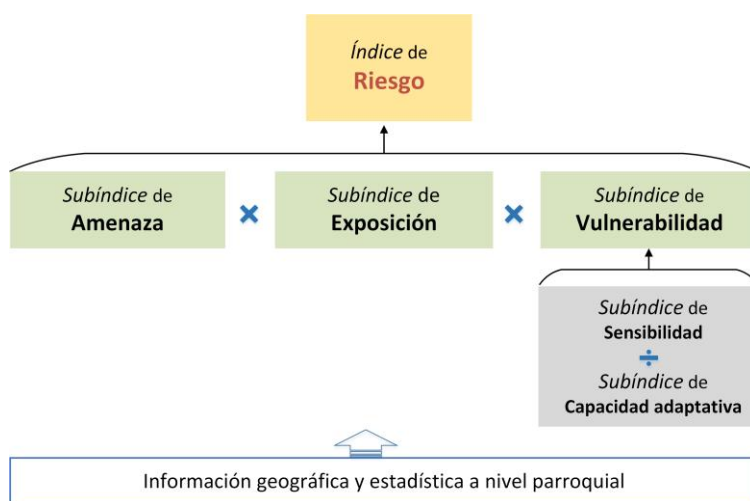 Índice de
Riesgo
Subíndice de
Amenaza
×
Subíndice de
Exposición
×
Subíndice de
Vulnerabilidad
Subíndice de
Sensibilidad
÷
Subíndice de
Capacidad adaptativa
Información geográfica y estadística a nivel parroquial